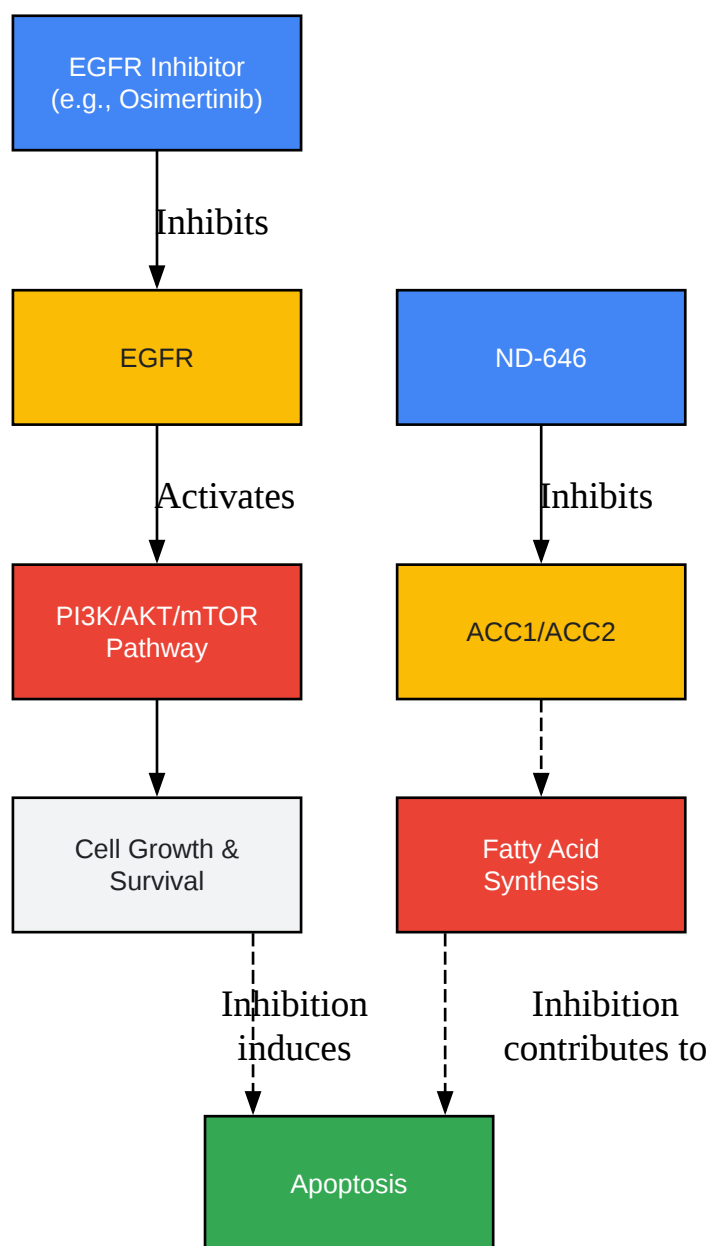 EGFR Inhibitor
(e.g., Osimertinib)
Inhibits
EGFR
ND-646
Activates
Inhibits
PI3K/AKT/mTOR
Pathway
ACC1/ACC2
Cell Growth &
Survival
Fatty Acid
Synthesis
Inhibition
induces
Inhibition
contributes to
Apoptosis